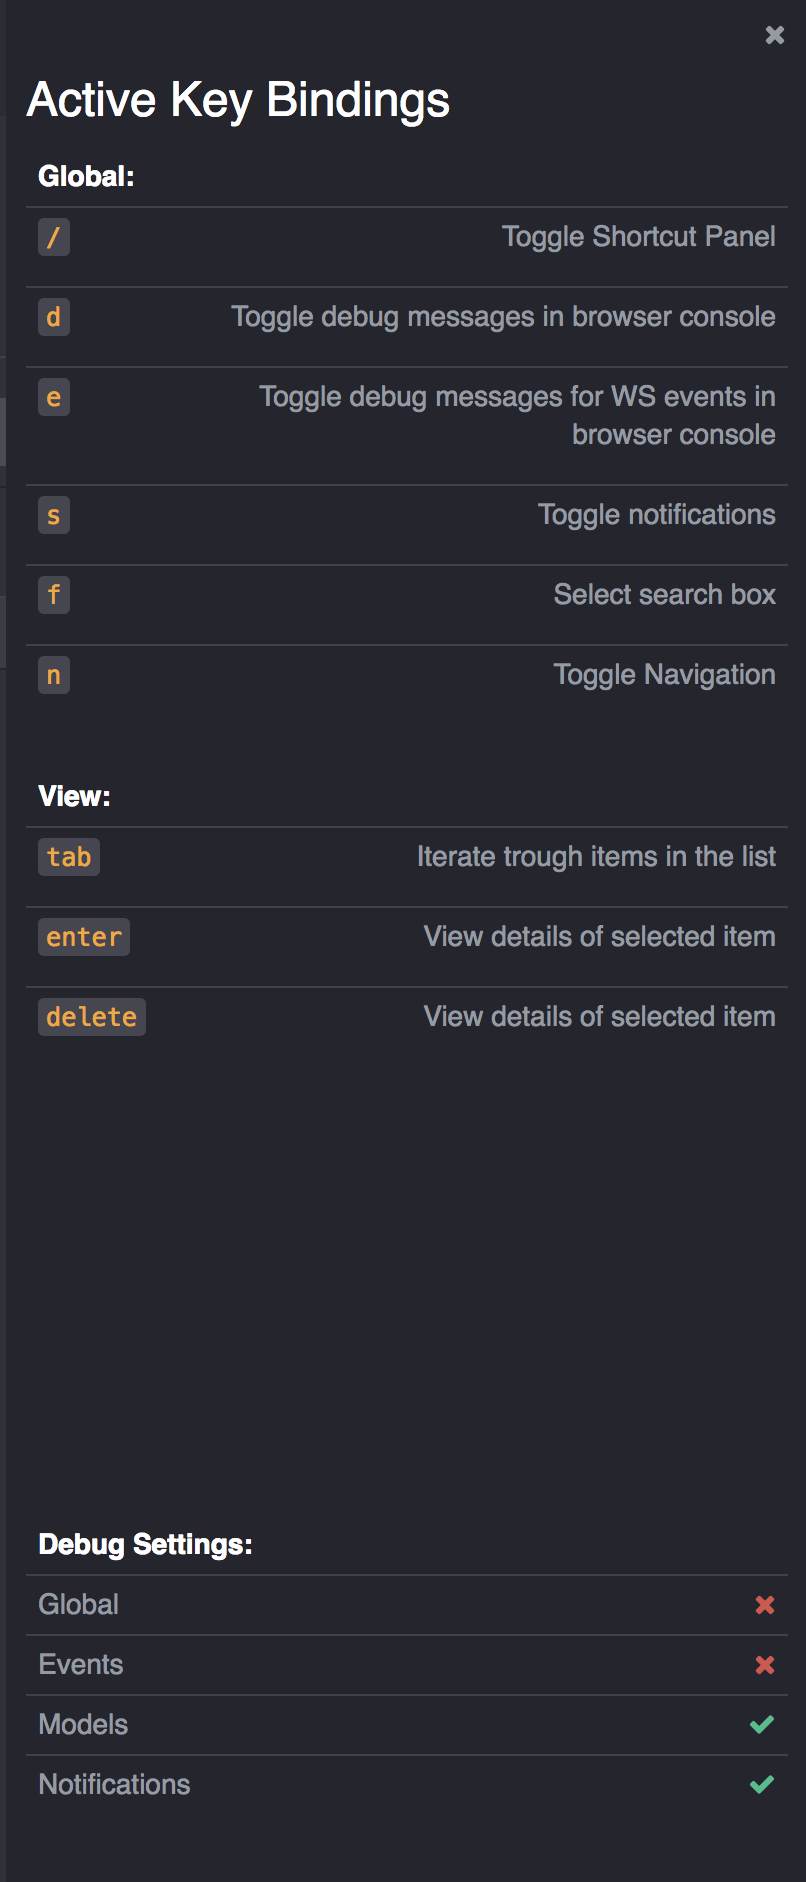 Active Key Bindings
Global:
/ Toggle Shortcut Panel
d Toggle debug messages in browser console
e Toggle debug messages for WS events in
browser console
s Toggle notifications
f Select search box
n Toggle Navigation
View:
tab Iterate trough items in the list
enter View details of selected item
delete View details of selected item
Debug Settings:
Global
Events
Models
Notifications